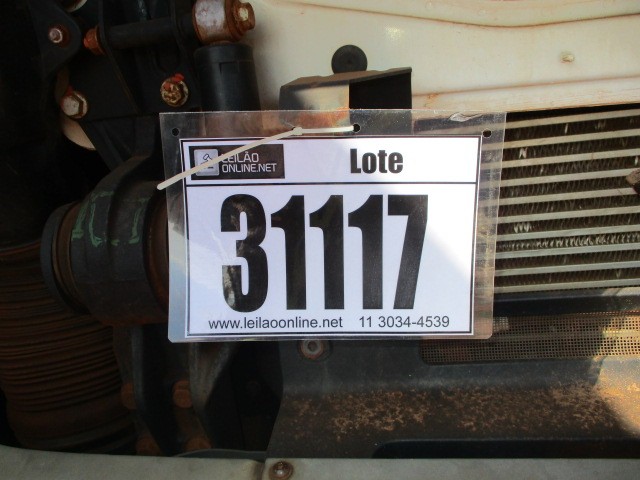 LEILÃO
ONLINE.NET
Lote
31117
www.leilaoonline.net 11 3034-4539